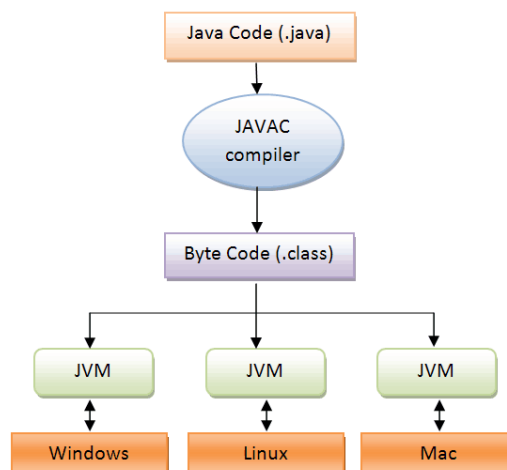 Java Code (.java)
JAVAC
compiler
Byte Code (.class)
JVM
JVM
JVM
Windows
Linux
Mac